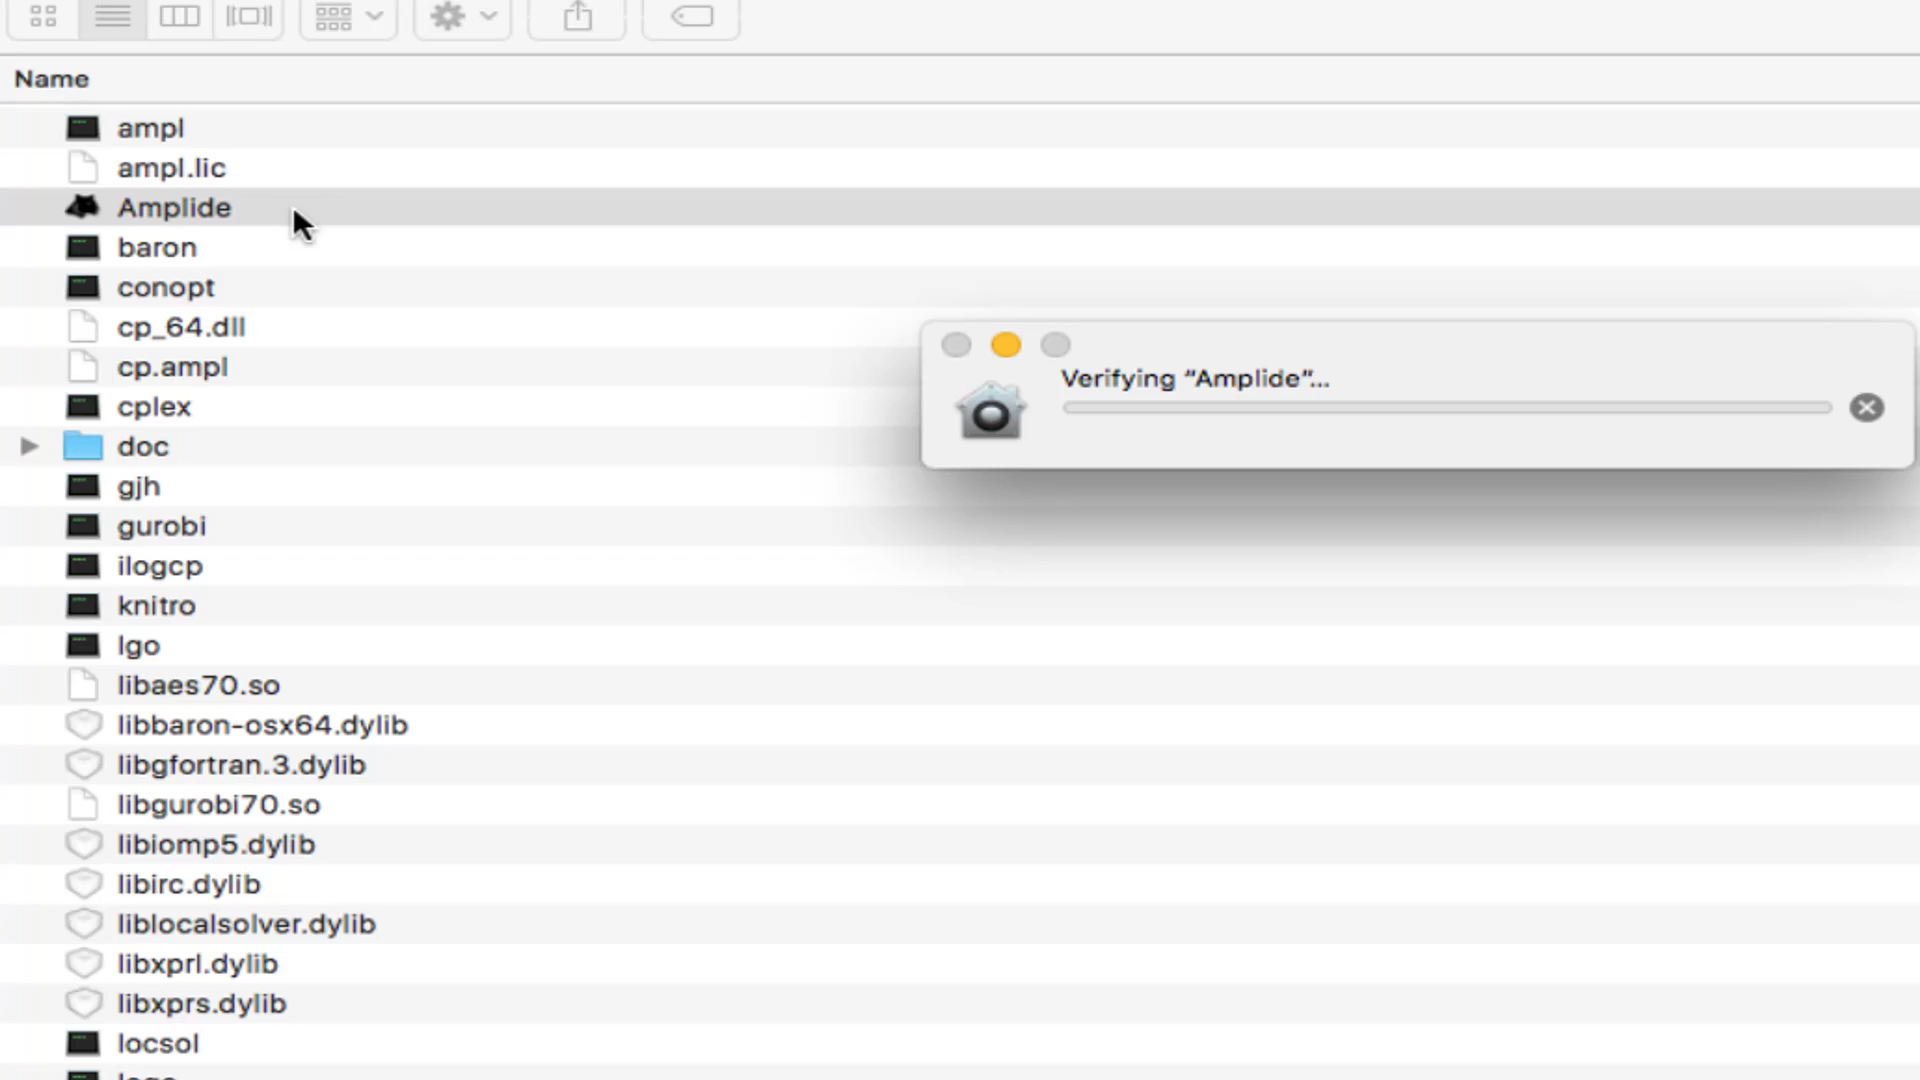 Name
ampl
ampl.lic
Amplide
baron
conopt
cp_64.dll
cp.ampl
cplex
doc
gjh
gurobi
ilogcp
knitro
lgo
libaes70.so
libbaron-osx64.dylib
libgfortran.3.dylib
libgurobi70.so
libiomp5.dylib
libirc.dylib
liblocalsolver.dylib
libxprl.dylib
libxprs.dylib
locsol
Verifying “Amplide”...